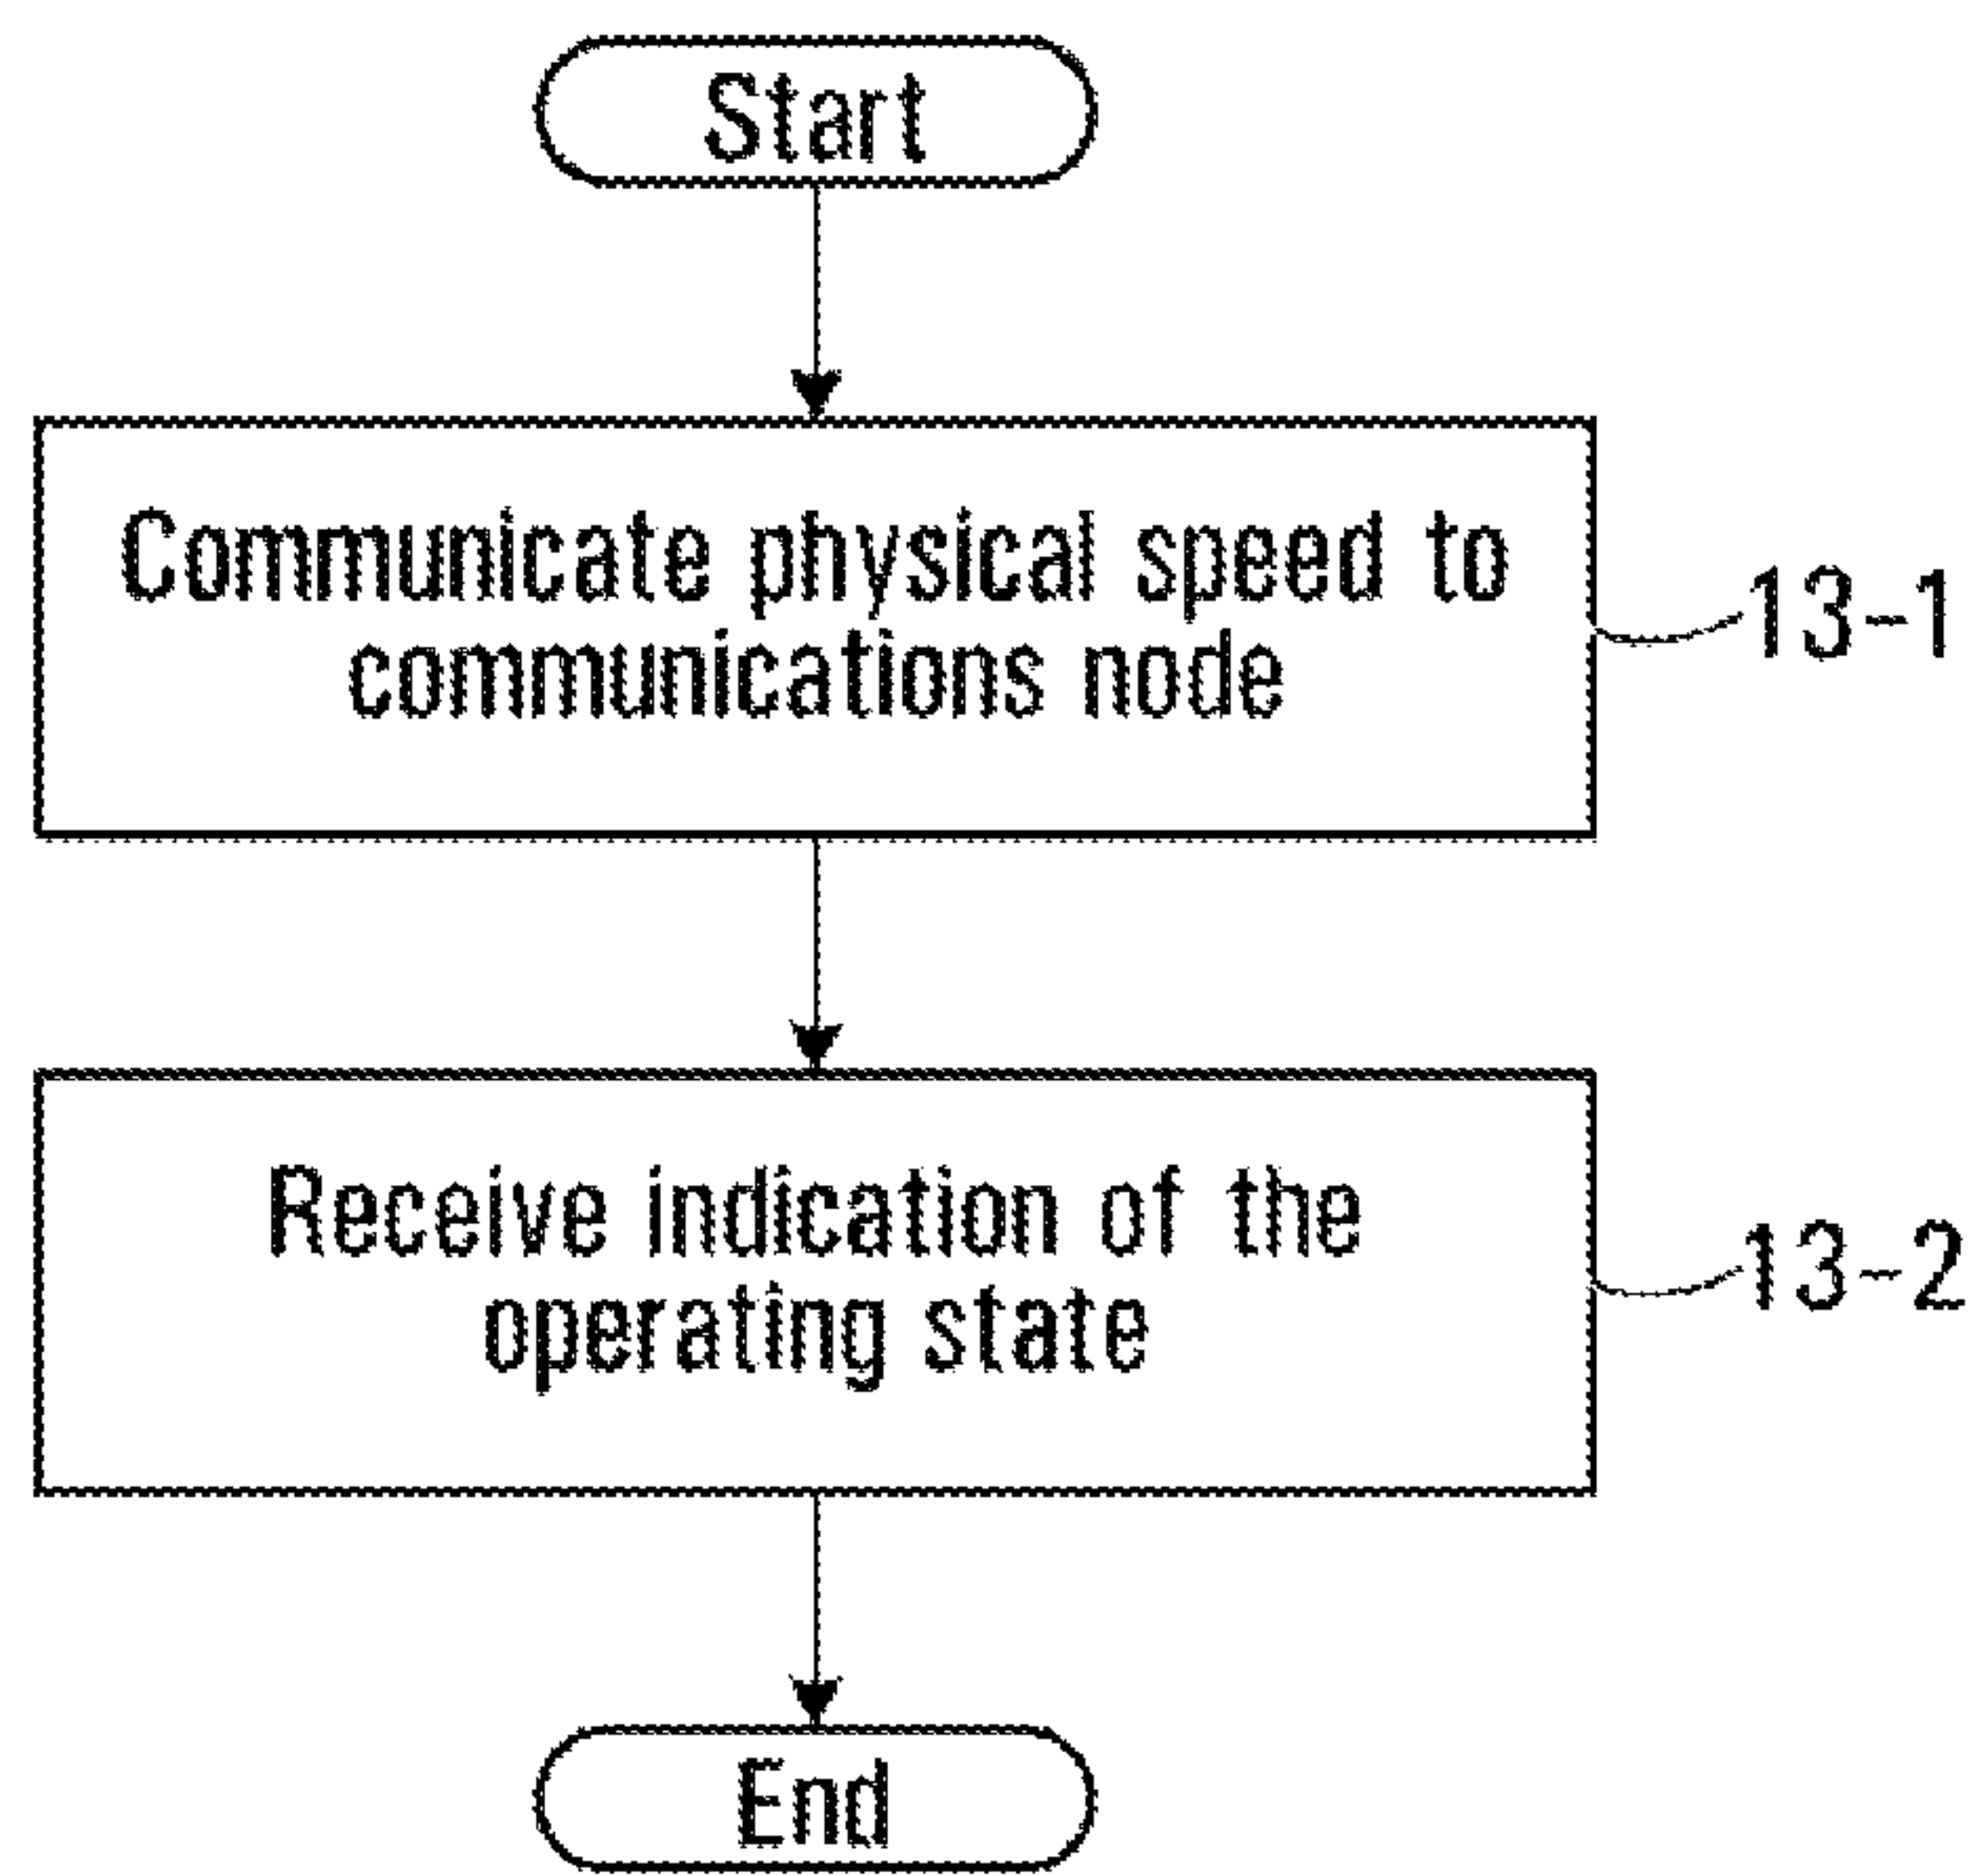 Start
Communicate physical speed to
communications node
13-1
Receive indication of the
operating state
13-2
End